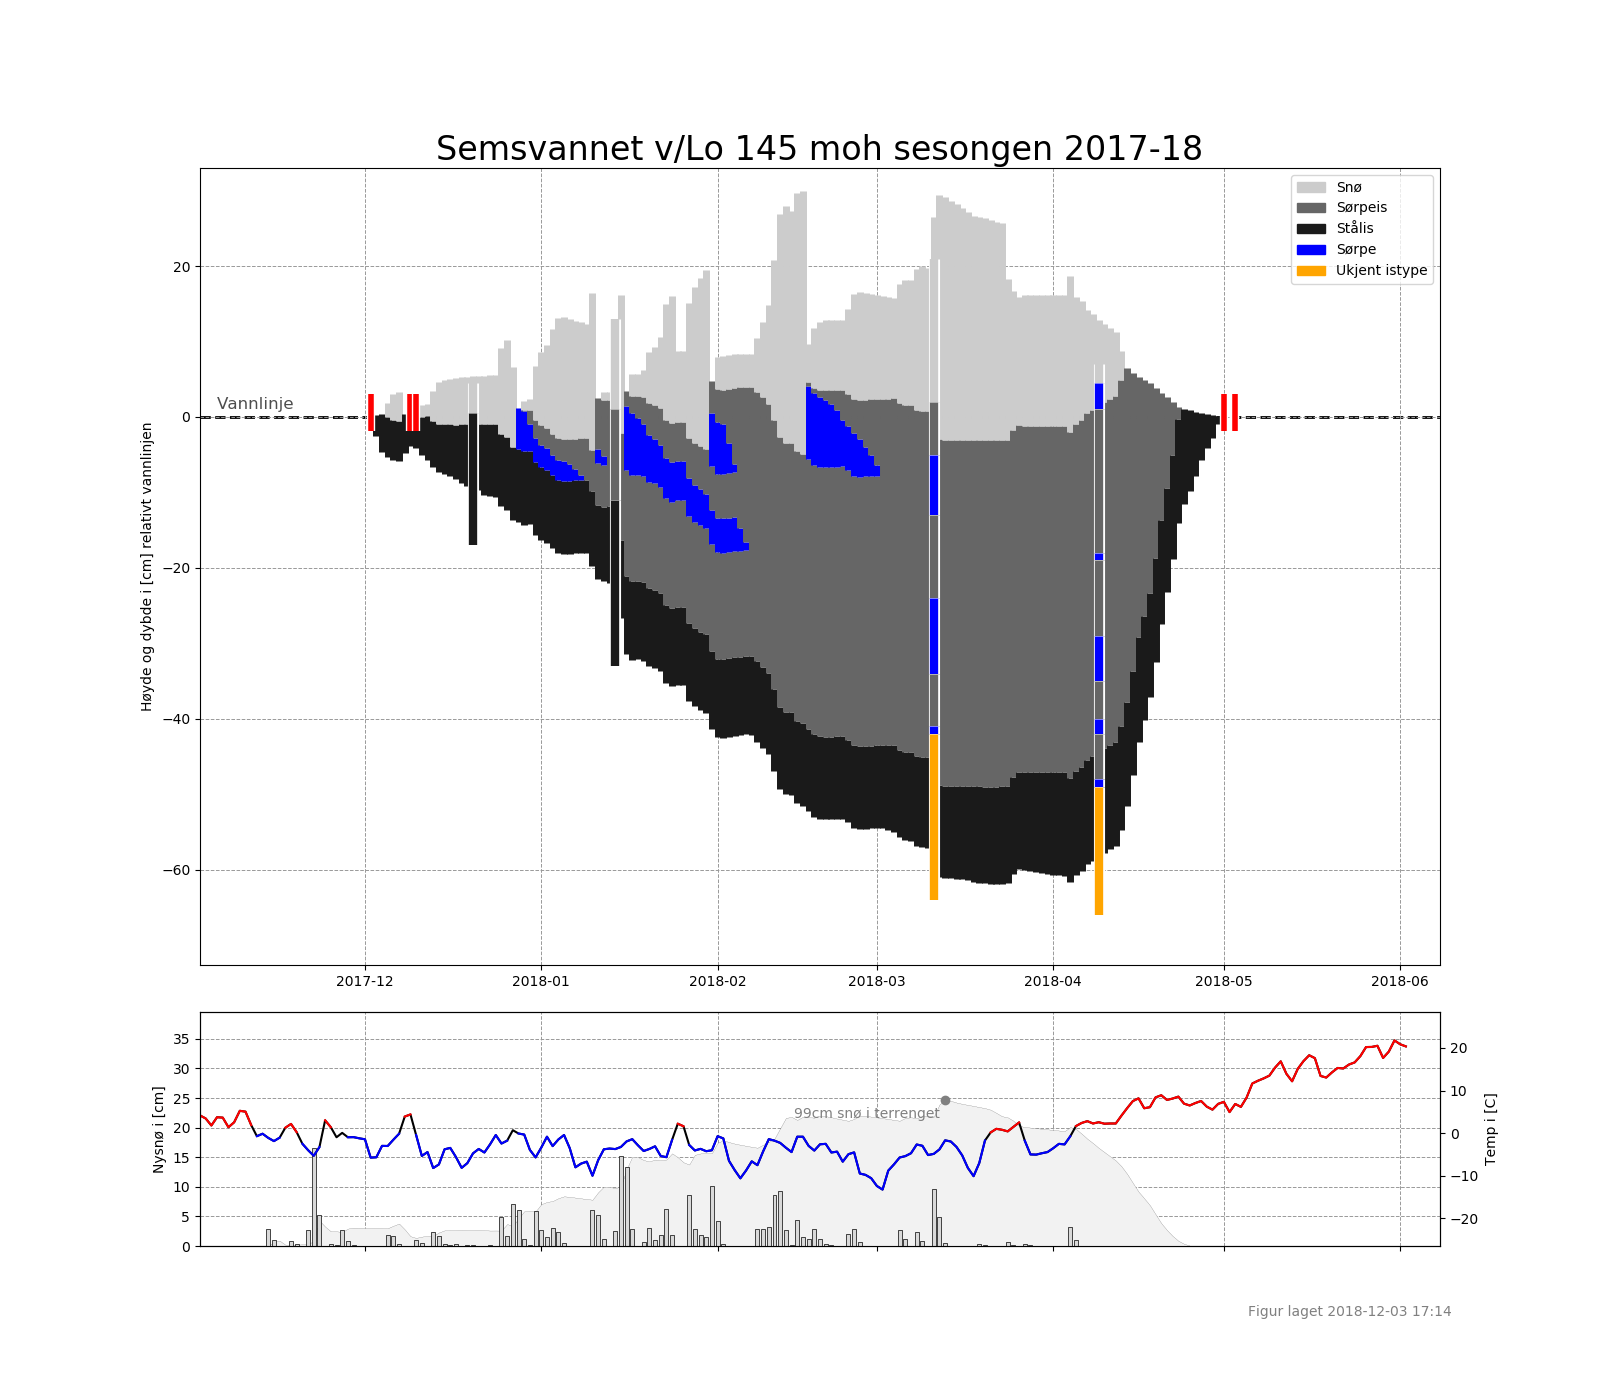 Semsvannet v/Lo 145 moh sesongen 2017-18
Snø
Sørpeis
Stålis
Sørpe
Ukjent istype
Vannlinje
Høyde og dybde i [cm] relativt vannlinjen
20
0
−20
−40
−60
2017-12 2018-01 2018-02 2018-03 2018-04 2018-05 2018-06
99cm snø i terrenget
Nysnø i [cm]
35
30
25
20
15
10
5
0
20
10
0
−10
−20
Temp i [C]
Figur laget 2018-12-03 17:14